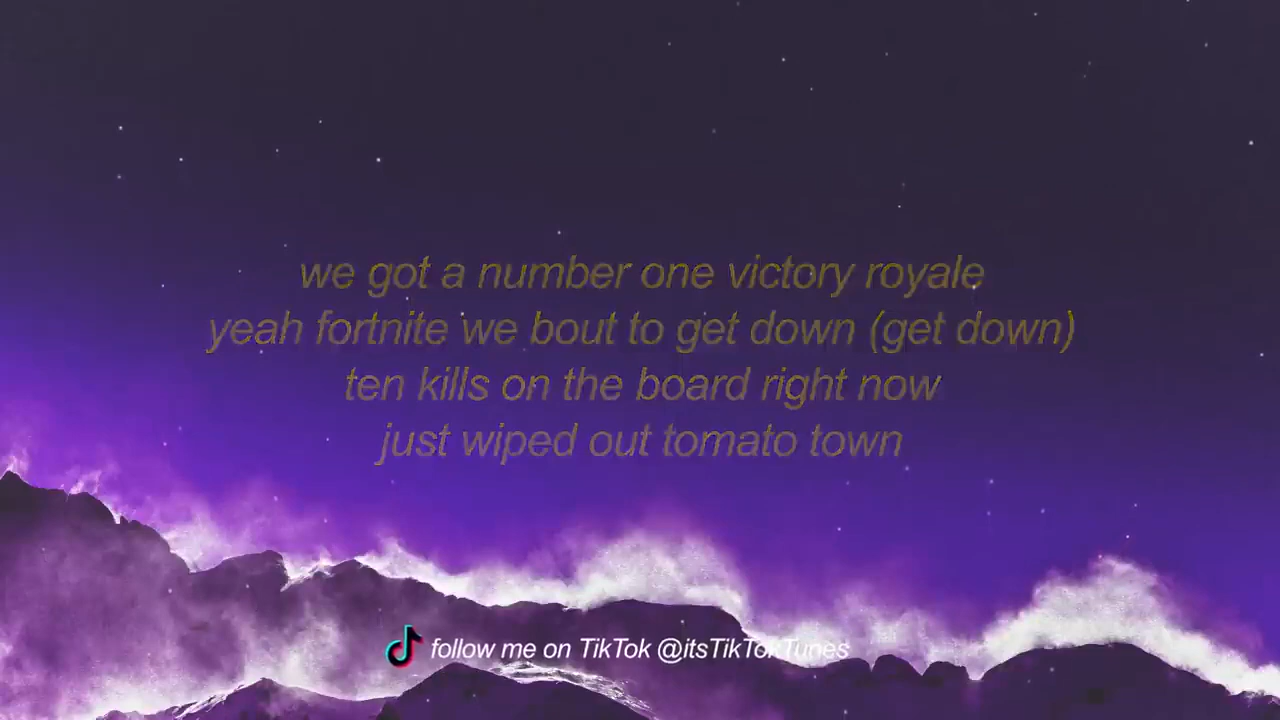 we got a number one victory royale
yeah fortnite we bout to get down (get down)
ten kills on the board right now
just wiped out tomato town
follow me on TikTok @itsTikTokTunes